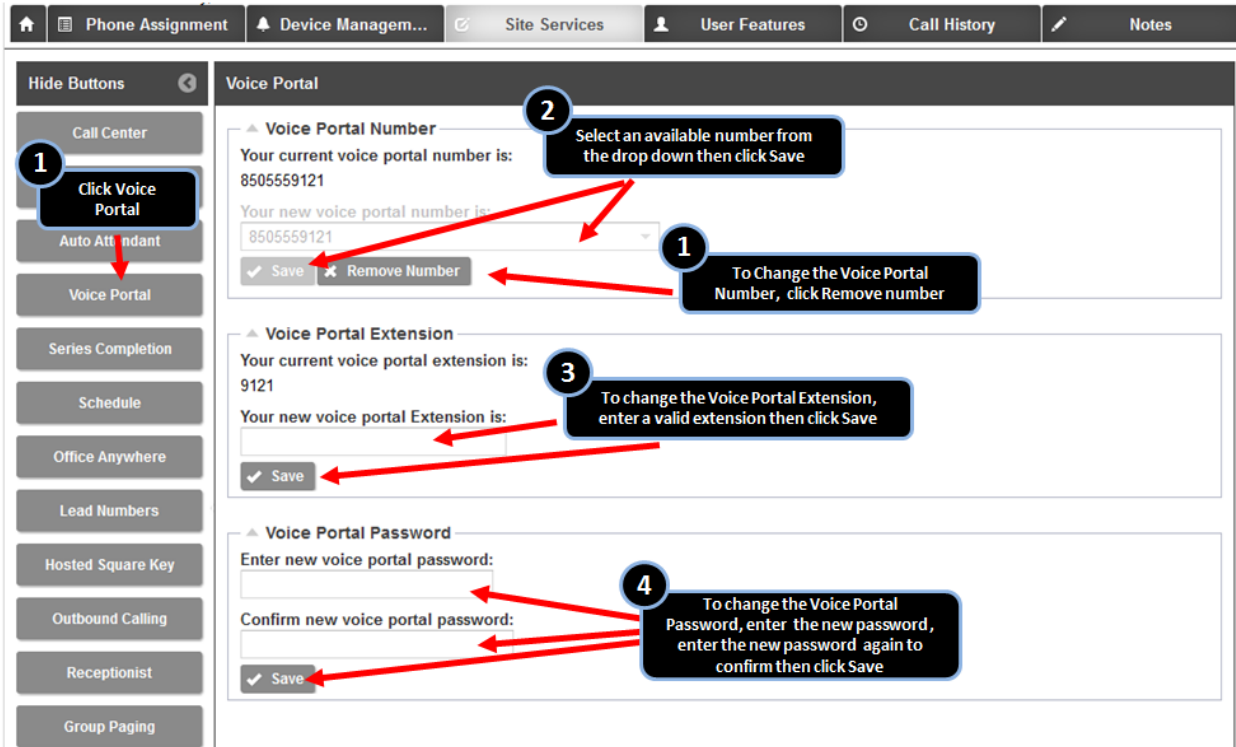 Phone Assignment
Device Managem...
Site Services
User Features
Call History
Notes
Hide Buttons
Call Center
1
Click Voice
Portal
Auto Attendant
Voice Portal
Series Completion
Schedule
Office Anywhere
Lead Numbers
Hosted Square Key
Outbound Calling
Receptionist
Group Paging
Voice Portal
Voice Portal Number
Your current voice portal number is:
8505559121
Your new voice portal number is:
8505559121
Save
Remove Number
2
Select an available number from
the drop down then click Save
1
To Change the Voice Portal
Number, click Remove number
Voice Portal Extension
Your current voice portal extension is:
9121
Your new voice portal Extension is:
Save
3
To change the Voice Portal Extension,
enter a valid extension then click Save
Voice Portal Password
Enter new voice portal password:
Confirm new voice portal password:
Save
4
To change the Voice Portal
Password, enter the new password,
enter the new password again to
confirm then click Save